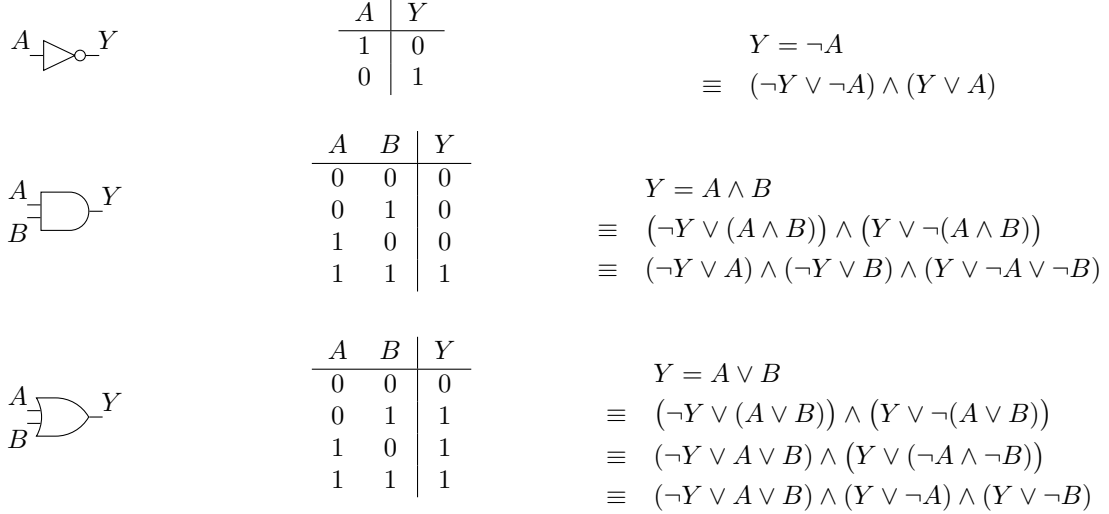 A Y
A Y
1 0
0 1
Y = ¬A
≡ (¬Y ∨ ¬A) ∧ (Y ∨ A)
A Y
B
A B Y
0 0 0
0 1 0
1 0 0
1 1 1
Y = A ∧ B
≡ (¬Y ∨ (A ∧ B)) ∧ (Y ∨ ¬(A ∧ B))
≡ (¬Y ∨ A) ∧ (¬Y ∨ B) ∧ (Y ∨ ¬A ∨ ¬B)
A Y
B
A B Y
0 0 0
0 1 1
1 0 1
1 1 1
Y = A ∨ B
≡ (¬Y ∨ (A ∨ B)) ∧ (Y ∨ ¬(A ∨ B))
≡ (¬Y ∨ A ∨ B) ∧ (Y ∨ (¬A ∧ ¬B))
≡ (¬Y ∨ A ∨ B) ∧ (Y ∨ ¬A) ∧ (Y ∨ ¬B)